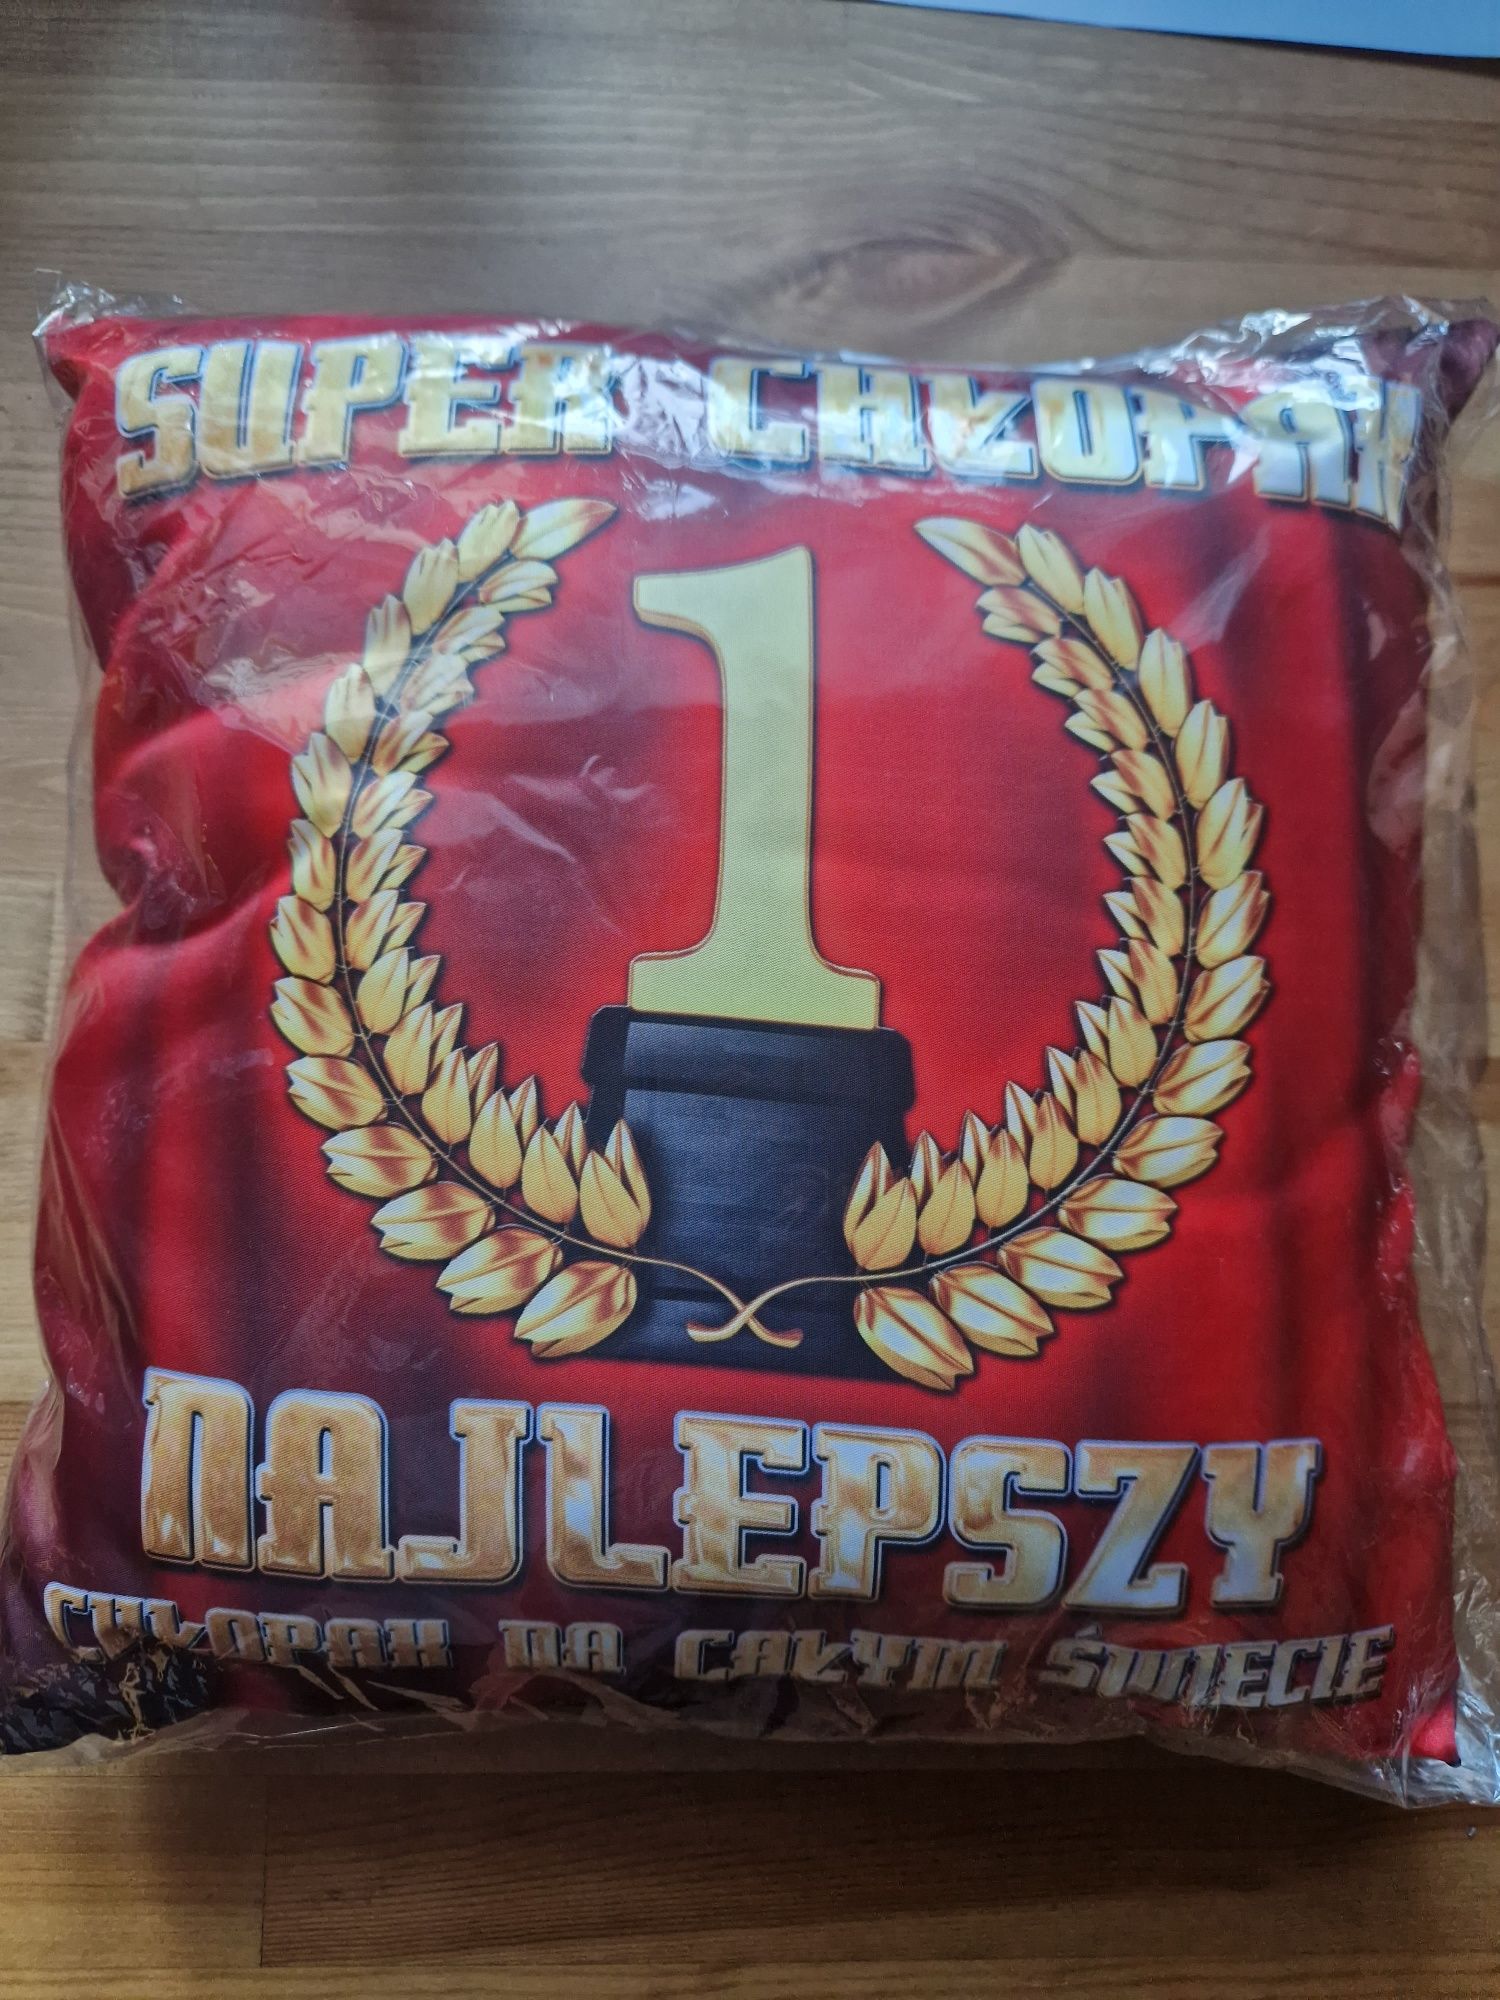 SUPER CHŁOPAK
1
NAJLEPSZY
CHŁOPAK NA CAŁYM ŚWIECIE